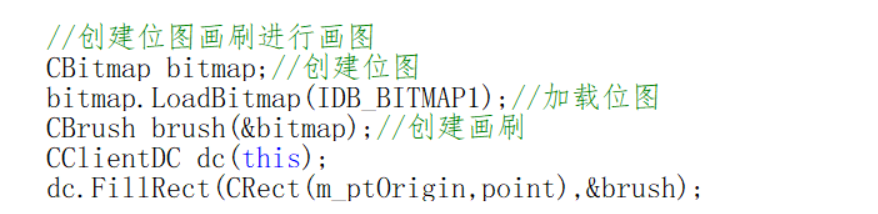 //创建位图画刷进行画图
CBitmap bitmap;//创建位图
bitmap.LoadBitmap(IDB_BITMAP1);//加载位图
CBrush brush(&bitmap);//创建画刷
CClientDC dc(this);
dc.FillRect(CRect(m_ptOrigin,point),&brush);